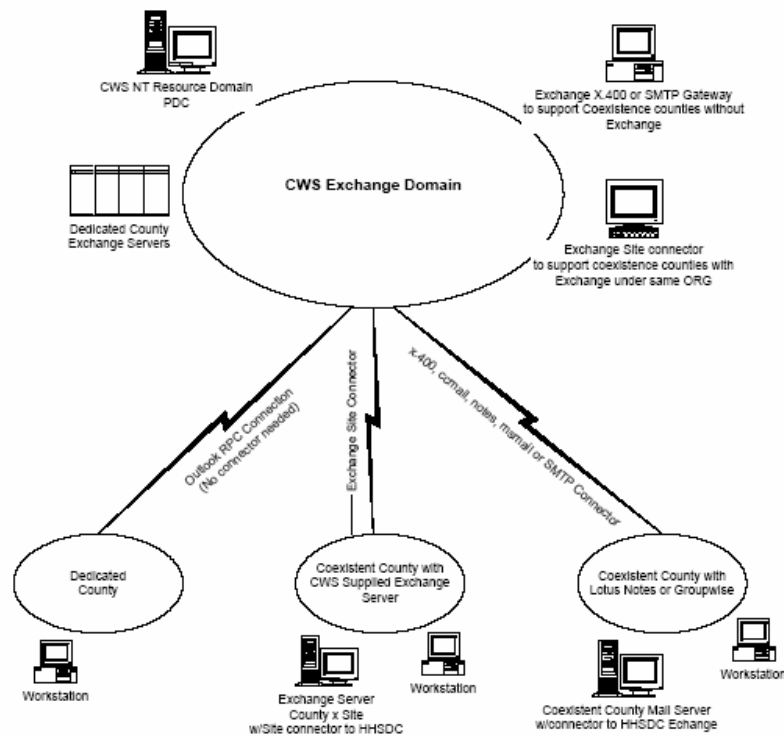 CWS NT Resource Domain
PDC
Exchange X.400 or SMTP Gateway
to support Coexistence counties without
Exchange
CWS Exchange Domain
Dedicated County
Exchange Servers
Exchange Site connector
to support coexistence counties with
Exchange under same ORG
Outlook RPC Connection
(No connector needed)
Exchange Site Connector
x-400, ccmail, notes, msmail or SMTP Connector
Dedicated
County
Coexistent County with
CWS Supplied Exchange
Server
Coexistent County with
Lotus Notes or Groupwise
Workstation
Exchange Server
County x Site
w/Site connector to HHSDC
Workstation
Coexistent County Mail Server
w/connector to HHSDC Echange
Workstation